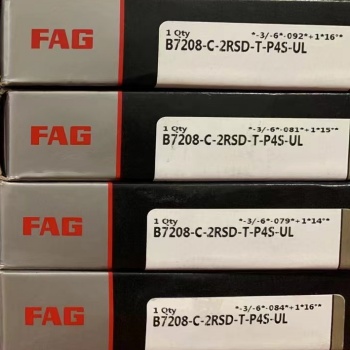 FAG
1 Qty *-3/-6*-092*+1*16**
B7208-C-2RSD-T-P4S-UL
FAG
1 Qty *-3/-6*-081*+1*15**
B7208-C-2RSD-T-P4S-UL
FAG
1 Qty *-3/-6*-079*+1*14**
B7208-C-2RSD-T-P4S-UL
FAG
1 Qty *-3/-6*-084*+1*16**
B7208-C-2RSD-T-P4S-UL